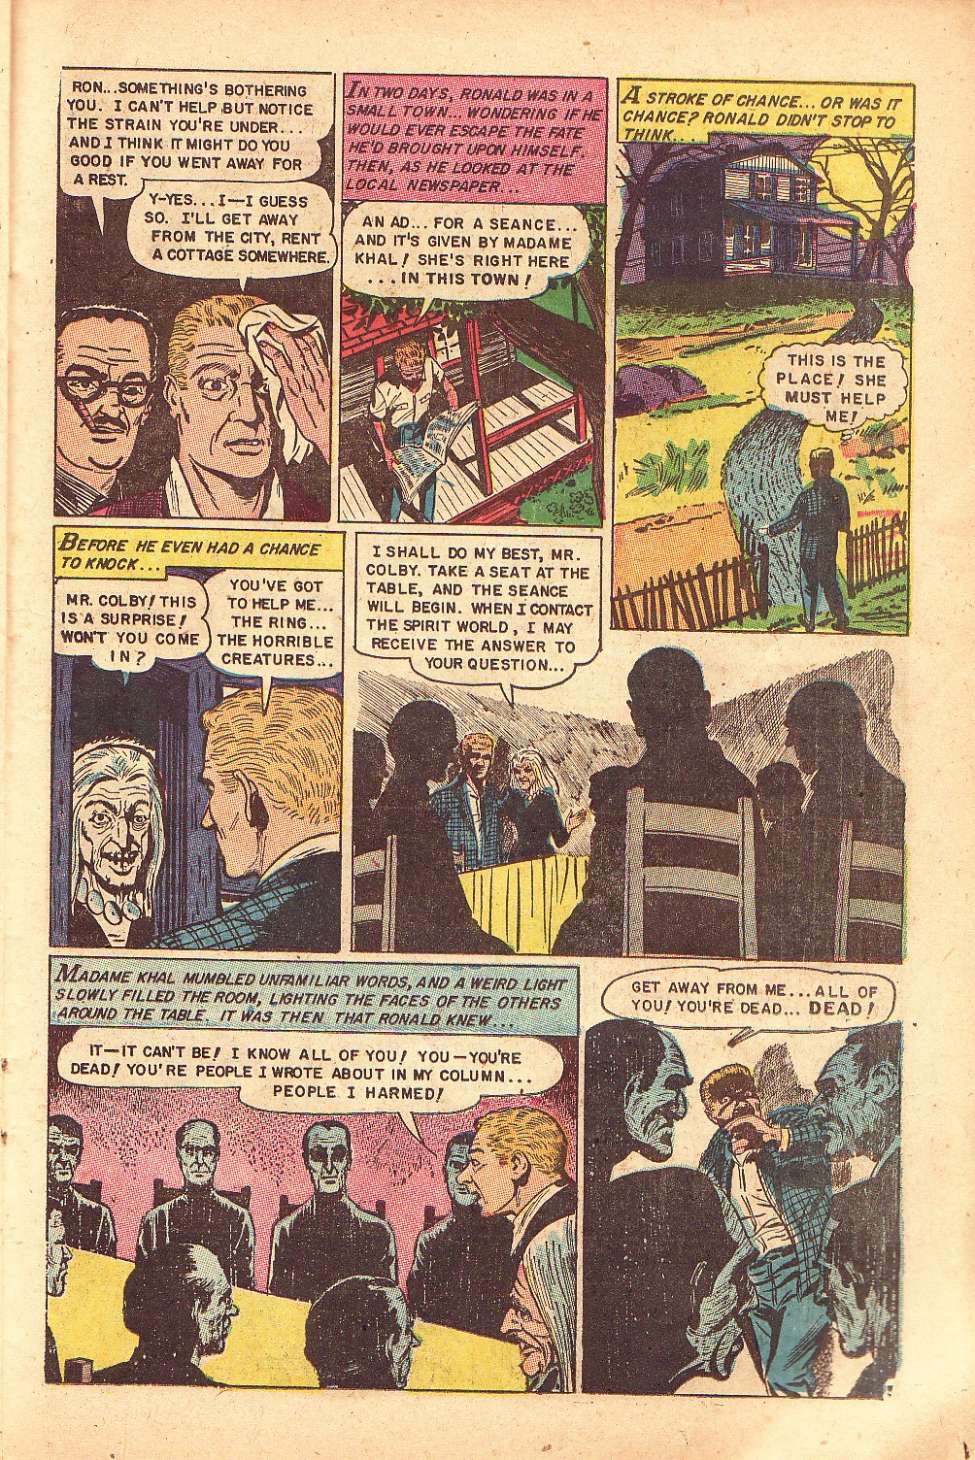 RON...SOMETHING'S BOTHERING
YOU. I CAN'T HELP BUT NOTICE
THE STRAIN YOU'RE UNDER...
AND I THINK IT MIGHT DO YOU
GOOD IF YOU WENT AWAY FOR
A REST.
Y-YES...I—I GUESS
SO. I'LL GET AWAY
FROM THE CITY, RENT
A COTTAGE SOMEWHERE.
IN TWO DAYS, RONALD WAS IN A
SMALL TOWN... WONDERING IF HE
WOULD EVER ESCAPE THE FATE
HE'D BROUGHT UPON HIMSELF.
THEN, AS HE LOOKED AT THE
LOCAL NEWSPAPER...
AN AD... FOR A SEANCE...
AND IT'S GIVEN BY MADAME
KHAL! SHE'S RIGHT HERE
...IN THIS TOWN!
A STROKE OF CHANCE... OR WAS IT
CHANCE? RONALD DIDN'T STOP TO
THINK...
THIS IS THE
PLACE! SHE
MUST HELP
ME!
BEFORE HE EVEN HAD A CHANCE
TO KNOCK...
MR. COLBY! THIS
IS A SURPRISE!
WON'T YOU COME
IN?
YOU'VE GOT
TO HELP ME...
THE RING...
THE HORRIBLE
CREATURES...
I SHALL DO MY BEST, MR.
COLBY. TAKE A SEAT AT THE
TABLE, AND THE SEANCE
WILL BEGIN. WHEN I CONTACT
THE SPIRIT WORLD, I MAY
RECEIVE THE ANSWER TO
YOUR QUESTION...
MADAME KHAL MUMBLED UNFAMILIAR WORDS, AND A WEIRD LIGHT
SLOWLY FILLED THE ROOM, LIGHTING THE FACES OF THE OTHERS
AROUND THE TABLE. IT WAS THEN THAT RONALD KNEW...
IT—IT CAN'T BE! I KNOW ALL OF YOU! YOU—YOU'RE
DEAD! YOU'RE PEOPLE I WROTE ABOUT IN MY COLUMN...
PEOPLE I HARMED!
GET AWAY FROM ME...ALL OF
YOU! YOU'RE DEAD... DEAD!